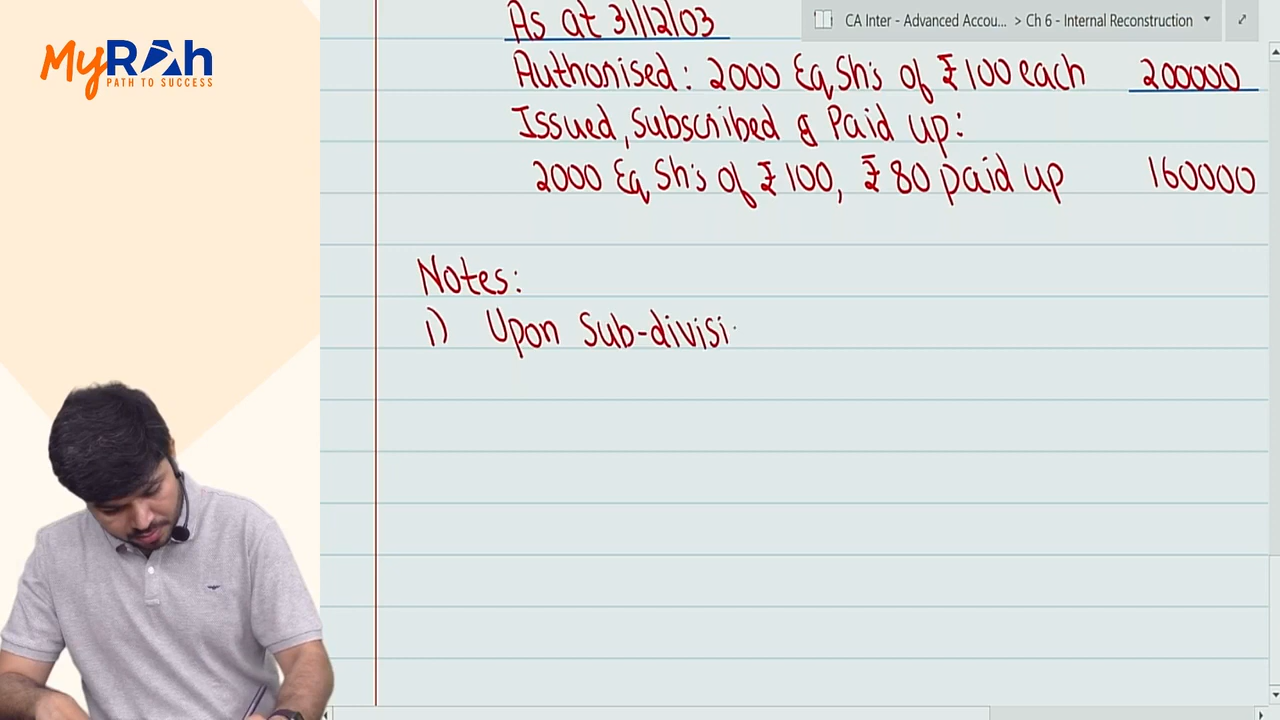 MyRAh
PATH TO SUCCESS
CA Inter - Advanced Accou... > Ch 6 - Internal Reconstruction
As at 31/12/03
Authorised: 2000 Eq Sh's of ₹100 each 200000
Issued, Subscribed & Paid up:
2000 Eq Sh's of ₹100, ₹80 paid up 160000
Notes:
1) Upon Sub-divisi